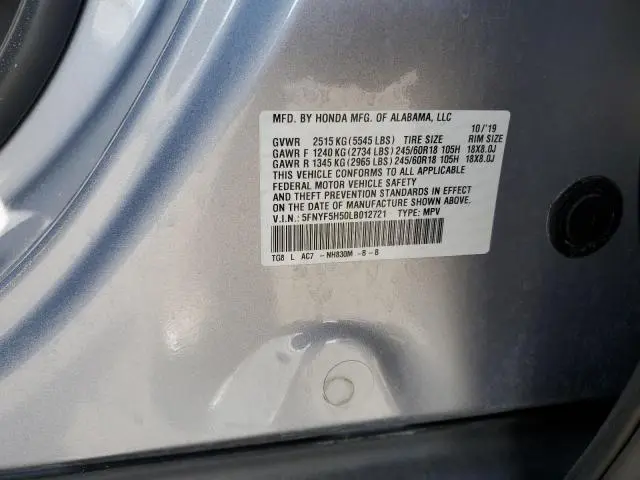 MFD. BY HONDA MFG. OF ALABAMA, LLC
10/'19
GVWR 2515 KG (5545 LBS) TIRE SIZE RIM SIZE
GAWR F 1240 KG (2734 LBS) 245/60R18 105H 18X8.0J
GAWR R 1345 KG (2965 LBS) 245/60R18 105H 18X8.0J
THIS VEHICLE CONFORMS TO ALL APPLICABLE
FEDERAL MOTOR VEHICLE SAFETY
AND THEFT PREVENTION STANDARDS IN EFFECT
ON THE DATE OF MANUFACTURE SHOWN ABOVE.
V.I.N.: 5FNYF5H50LB012721 TYPE: MPV
TG8 L AC7 -NH830M -8-8